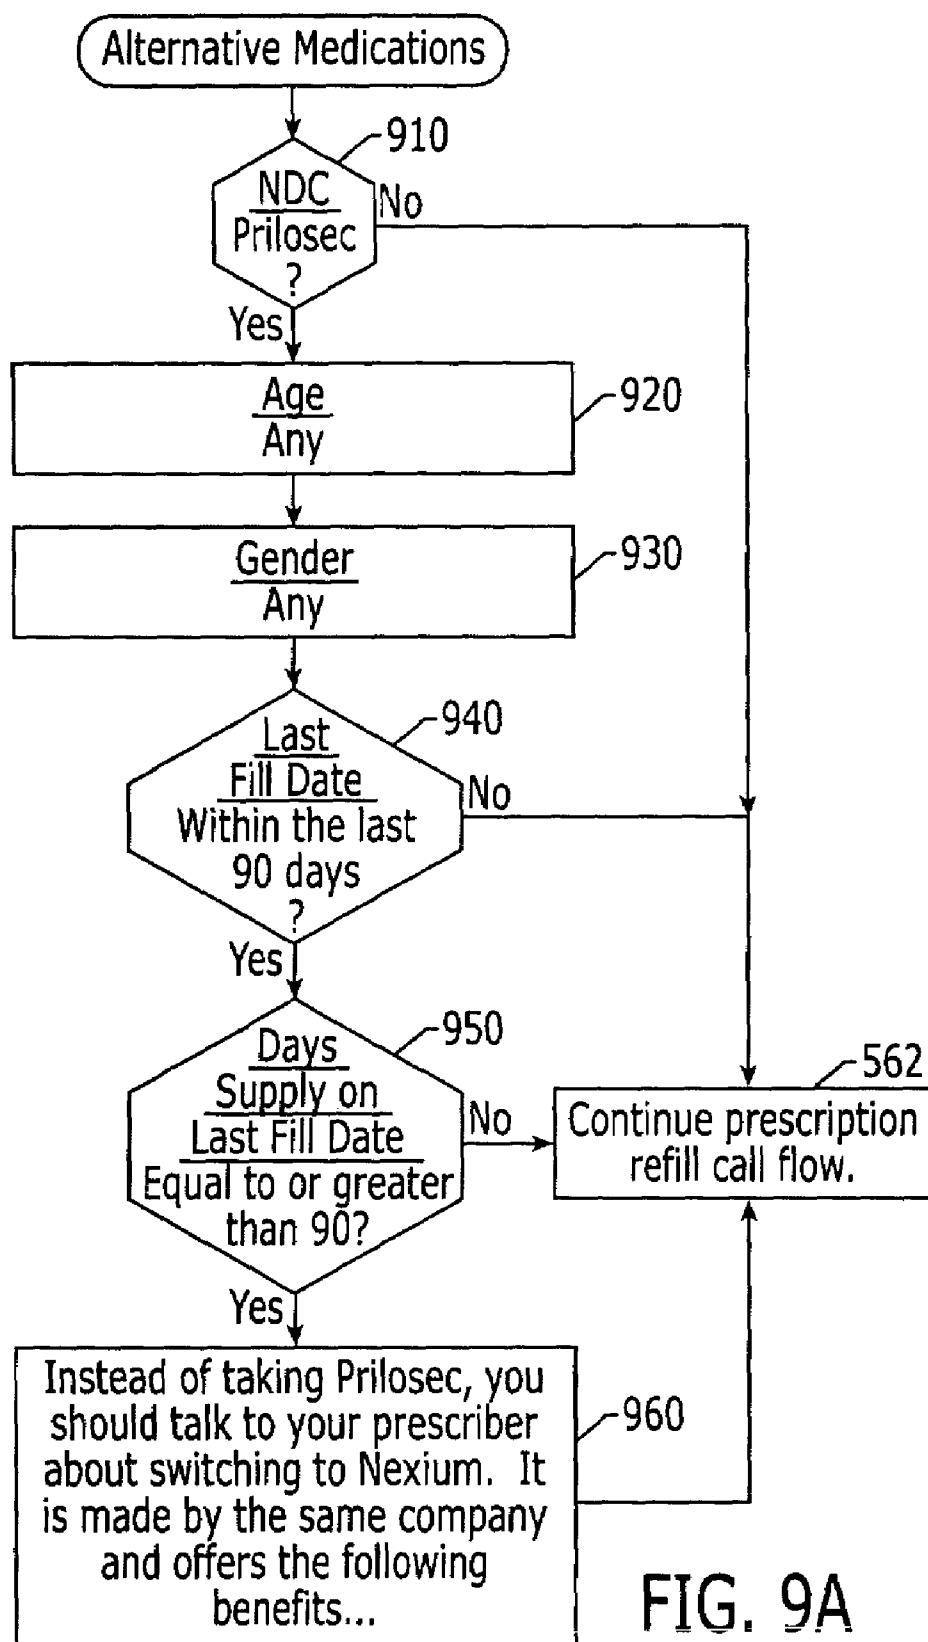 Alternative Medications
910
NDC
Prilosec
?
No
Yes
920
Age
Any
930
Gender
Any
940
Last
Fill Date
Within the last
90 days
?
No
Yes
950
Days
Supply on
Last Fill Date
Equal to or greater
than 90?
No
562
Continue prescription
refill call flow.
Yes
Instead of taking Prilosec, you
should talk to your prescriber
about switching to Nexium. It
is made by the same company
and offers the following
benefits...
960
FIG. 9A